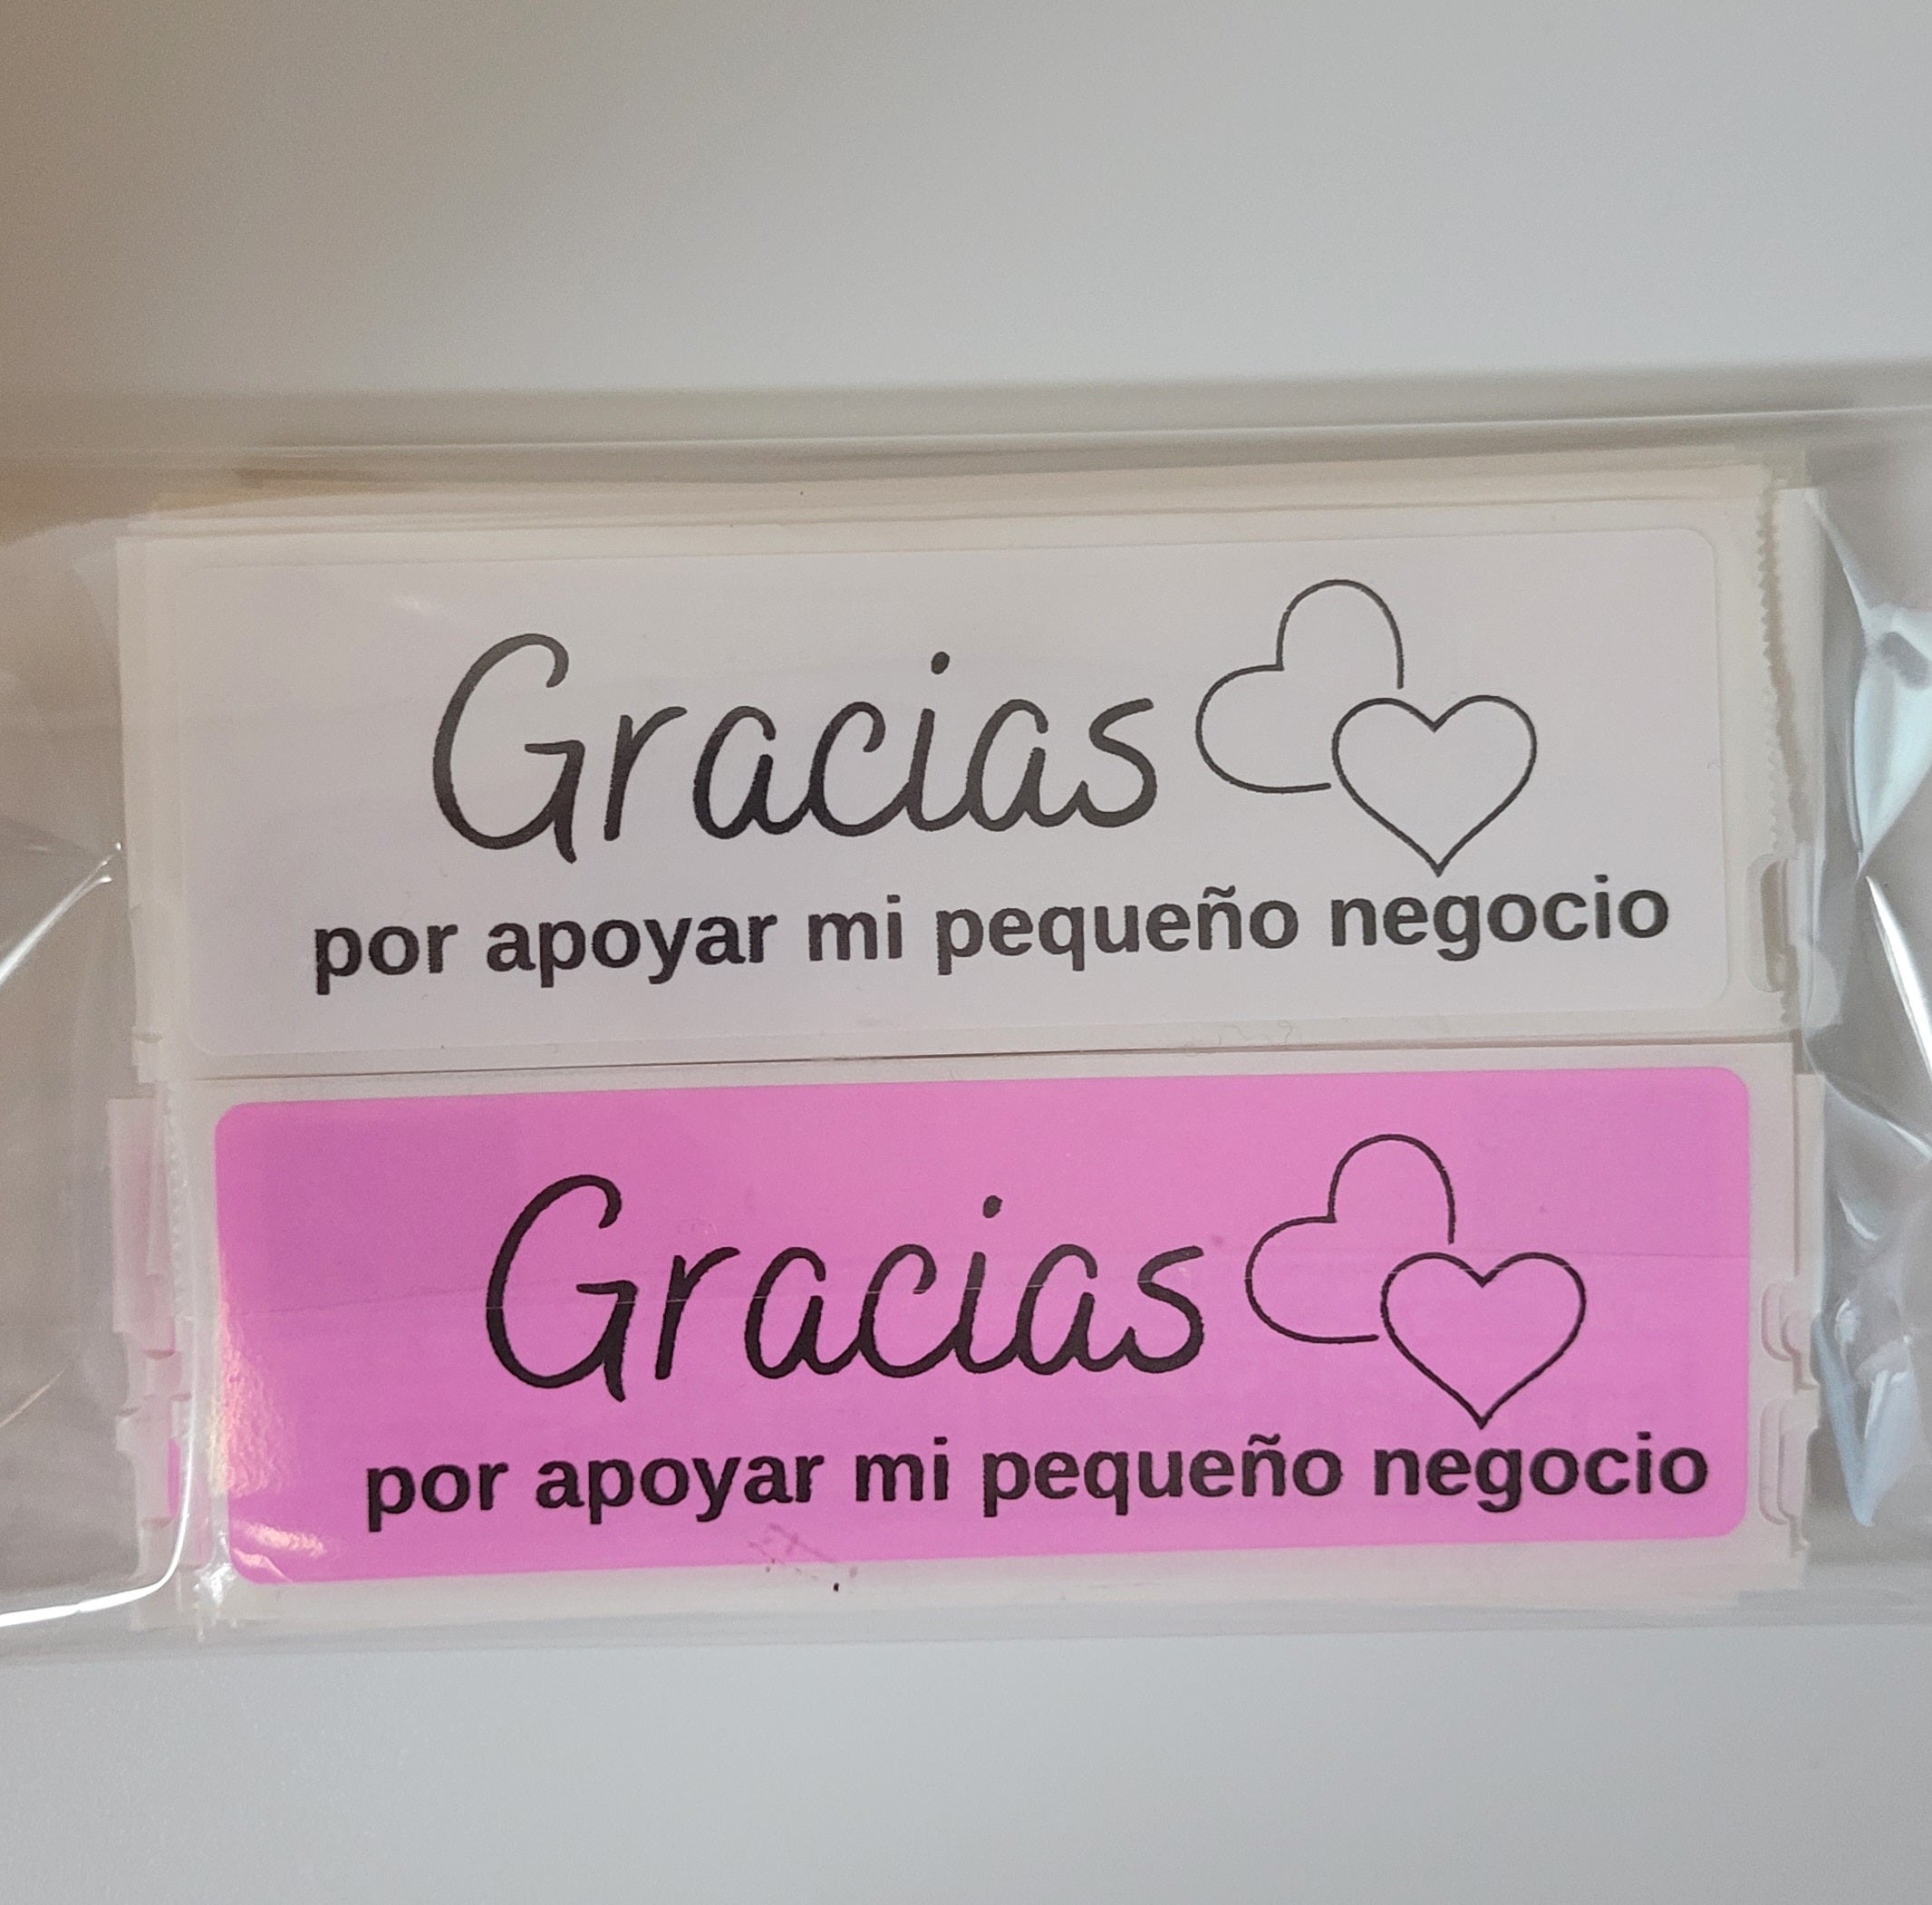 Gracias
por apoyar mi pequeño negocio
Gracias
por apoyar mi pequeño negocio